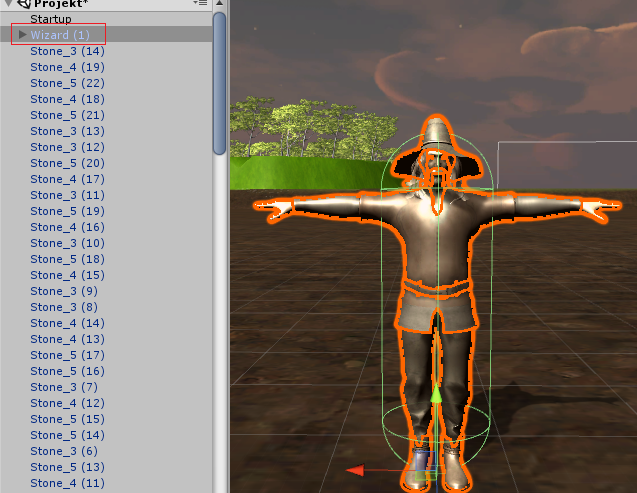 Projekt*
Startup
Wizard (1)
Stone_3 (14)
Stone_4 (19)
Stone_5 (22)
Stone_4 (18)
Stone_5 (21)
Stone_3 (13)
Stone_3 (12)
Stone_5 (20)
Stone_4 (17)
Stone_3 (11)
Stone_5 (19)
Stone_4 (16)
Stone_3 (10)
Stone_5 (18)
Stone_4 (15)
Stone_3 (9)
Stone_3 (8)
Stone_4 (14)
Stone_4 (13)
Stone_5 (17)
Stone_5 (16)
Stone_3 (7)
Stone_4 (12)
Stone_5 (15)
Stone_5 (14)
Stone_3 (6)
Stone_5 (13)
Stone_4 (11)